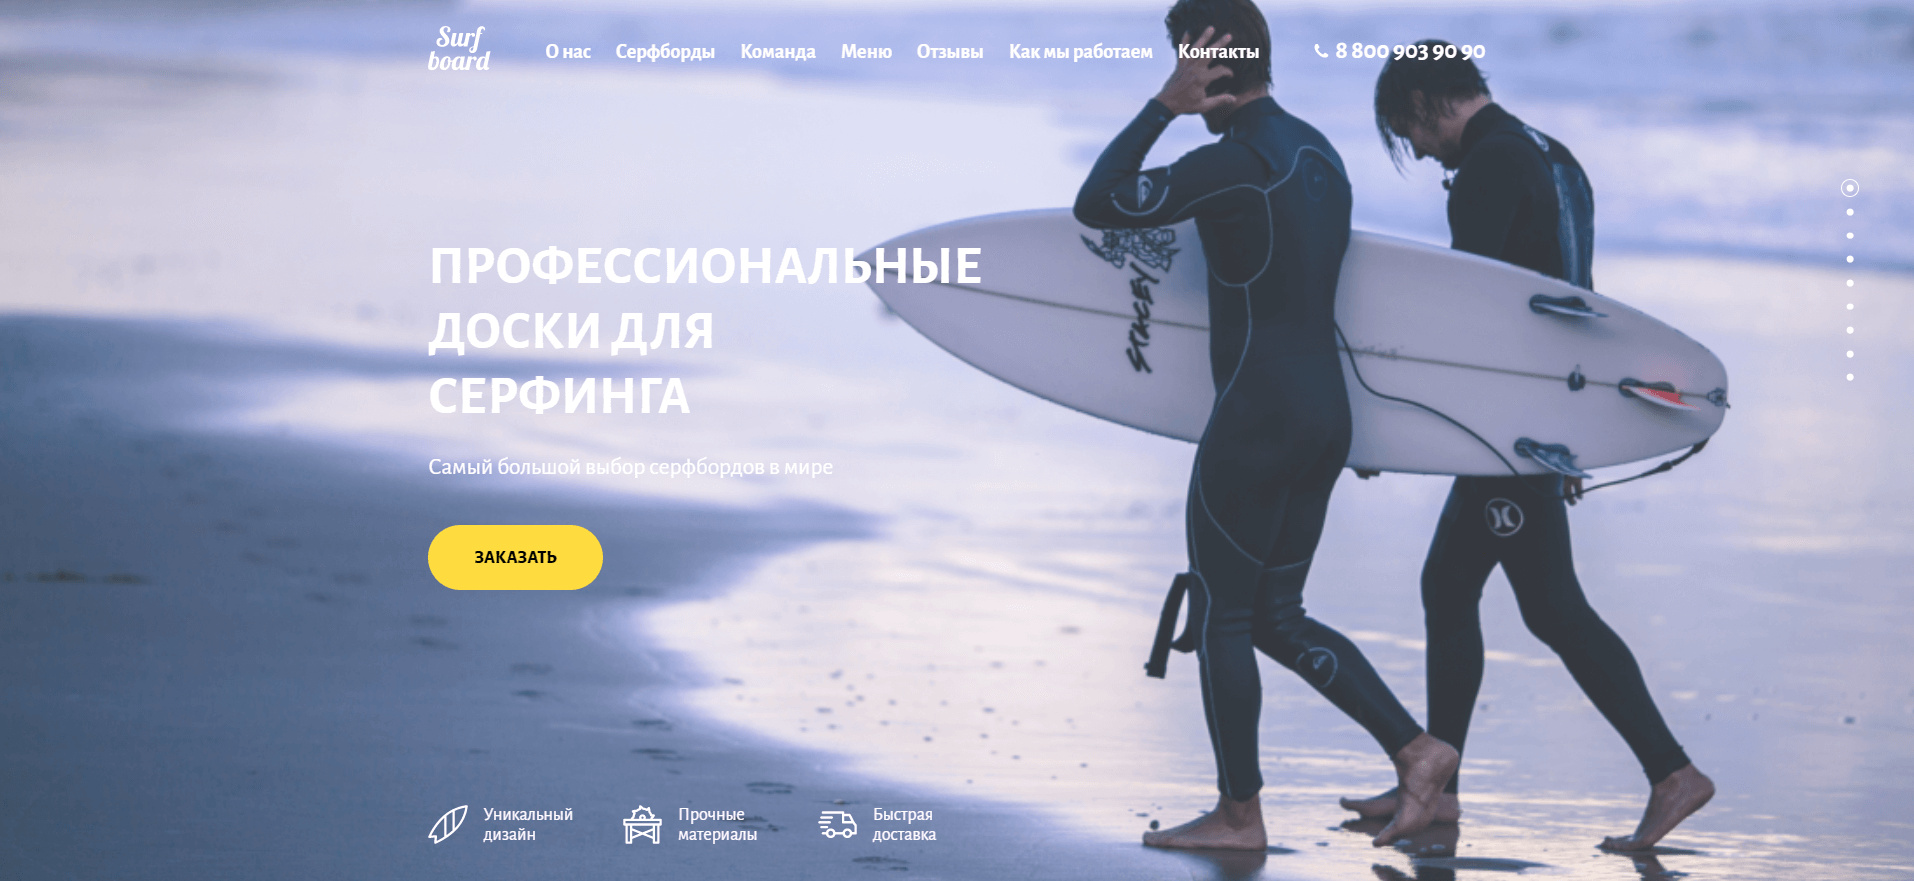 Surf
board
О нас Серфборды Команда Меню Отзывы Как мы работаем Контакты 8 800 903 90 90
ПРОФЕССИОНАЛЬНЫЕ
ДОСКИ ДЛЯ
СЕРФИНГА
STACEY
Самый большой выбор серфбордов в мире
ЗАКАЗАТЬ
Уникальный
дизайн
Прочные
материалы
Быстрая
доставка